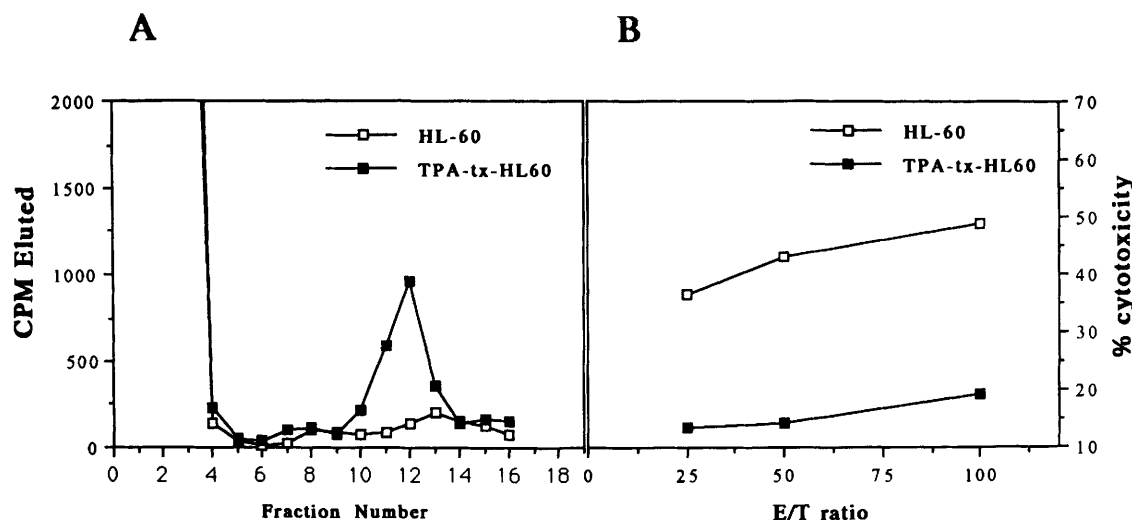 A
B
2000
1500
1000
500
0
CPM Eluted
HL-60
TPA-tx-HL60
0 2 4 6 8 10 12 14 16 18
Fraction Number
HL-60
TPA-tx-HL60
70
60
50
40
30
20
10
% cytotoxicity
0 25 50 75 100
E/T ratio